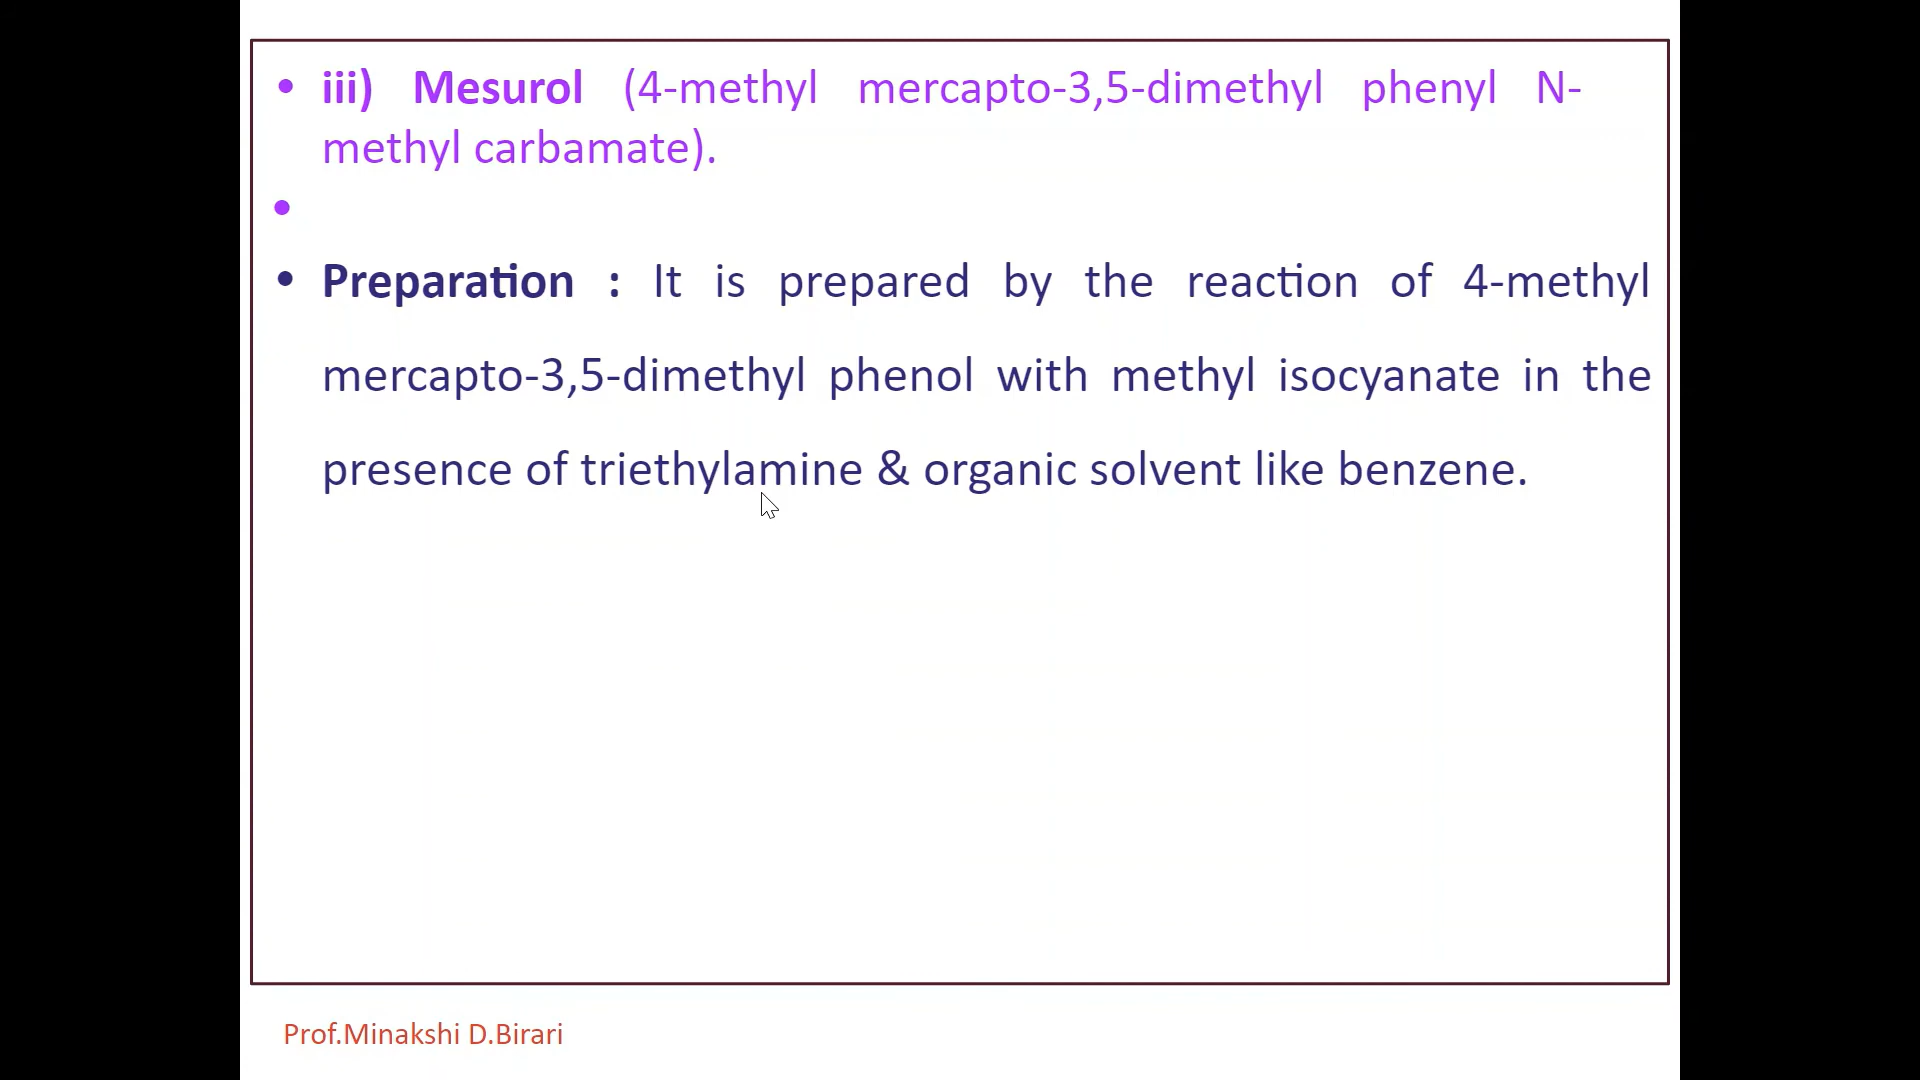 • iii) Mesurol (4-methyl mercapto-3,5-dimethyl phenyl N-
methyl carbamate).
•
• Preparation : It is prepared by the reaction of 4-methyl
mercapto-3,5-dimethyl phenol with methyl isocyanate in the
presence of triethylamine & organic solvent like benzene.
Prof.Minakshi D.Birari